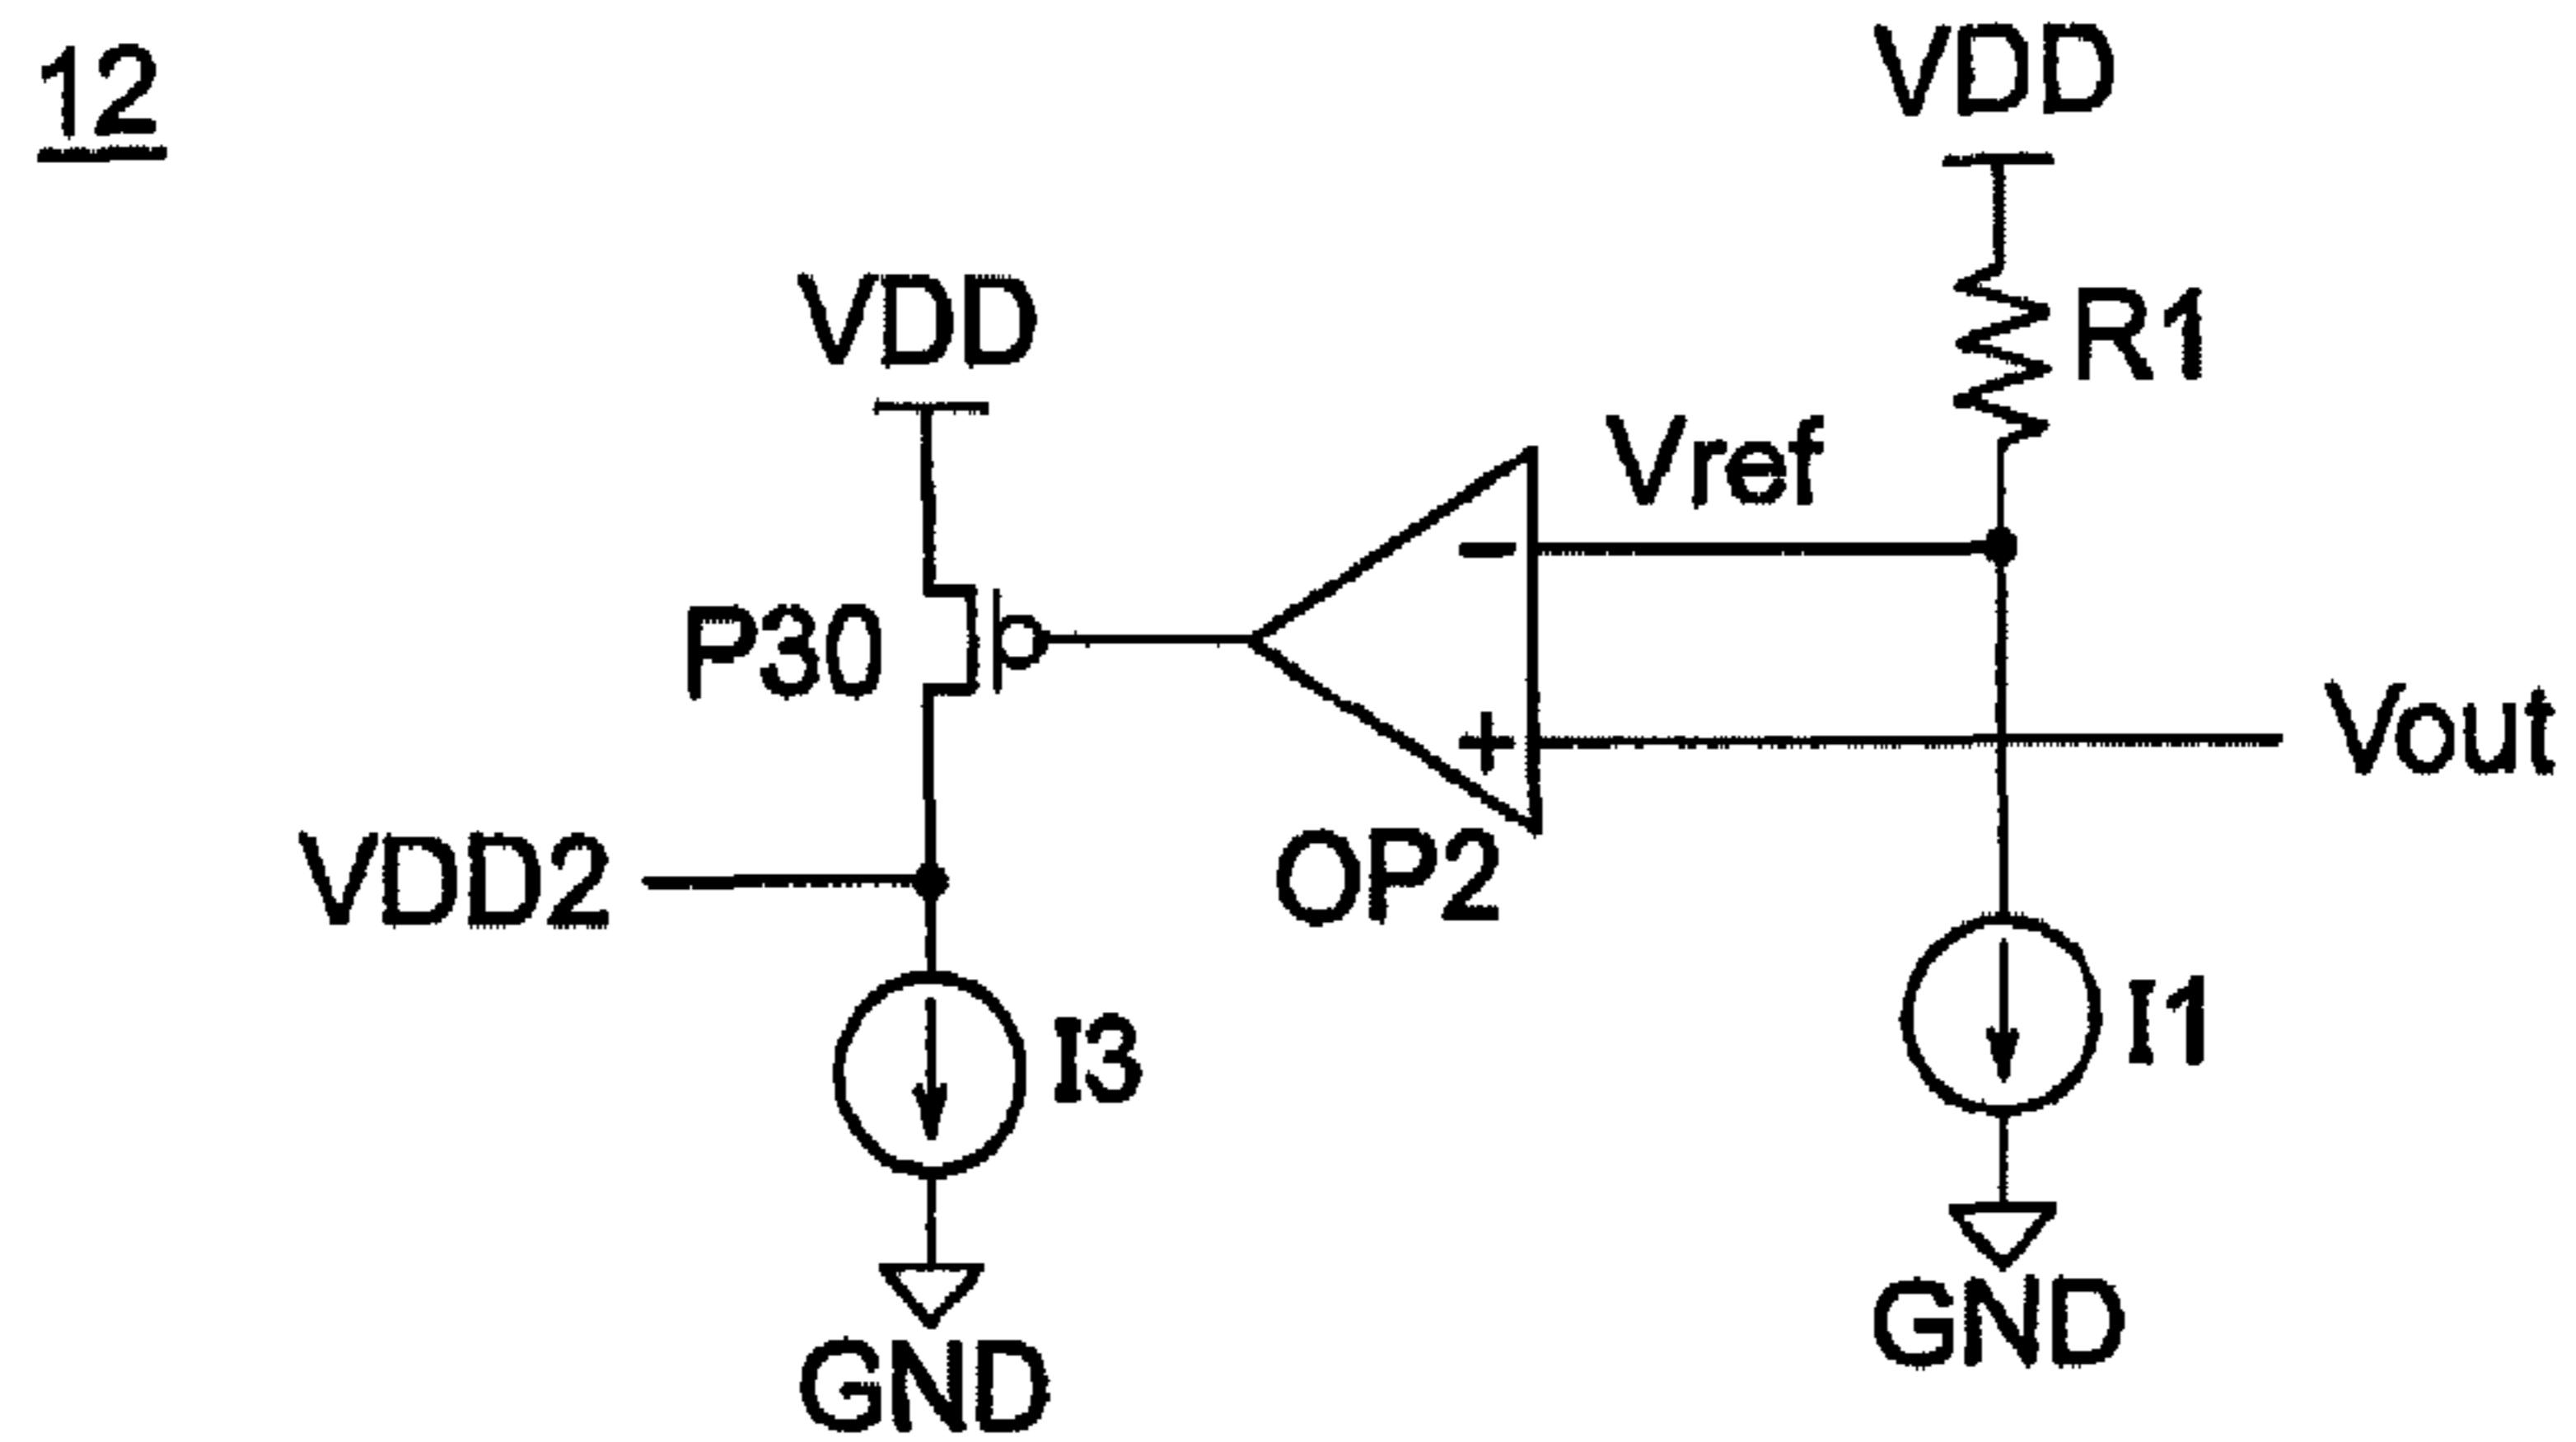 12
VDD
VDD
R1
Vref
-
P30
+
Vout
VDD2
OP2
I3
I1
GND
GND